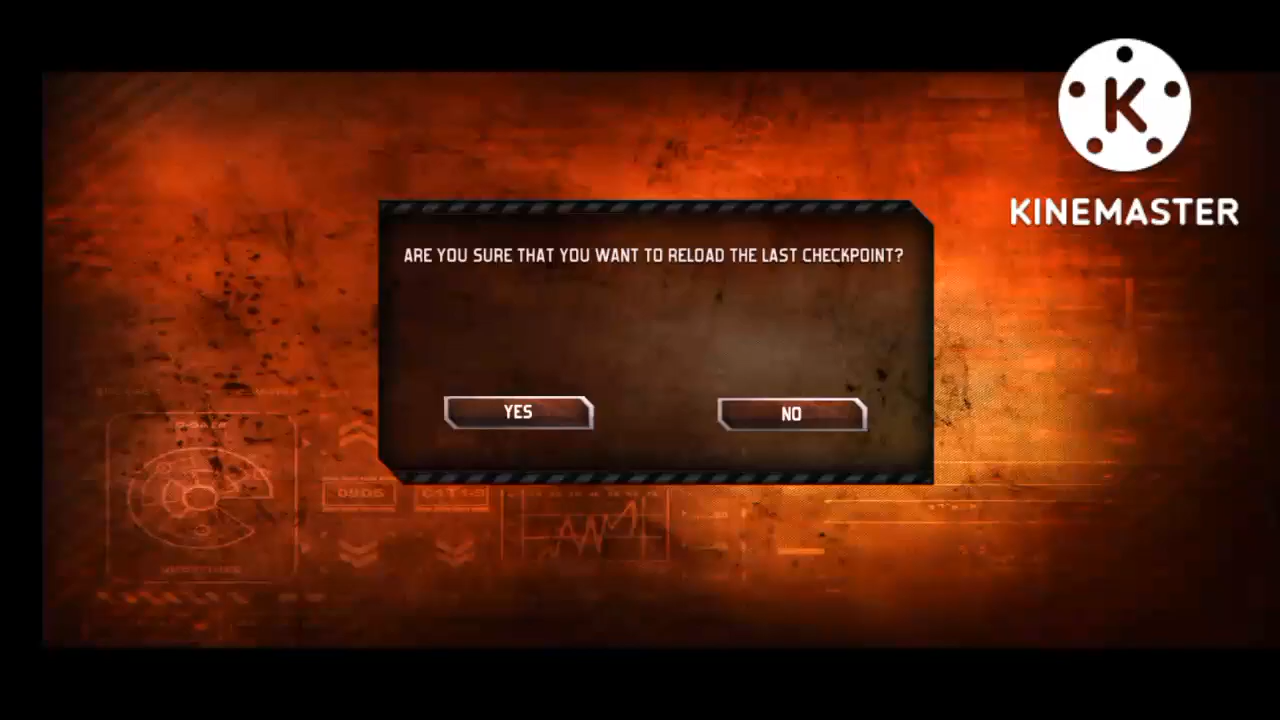 K
KINEMASTER
ARE YOU SURE THAT YOU WANT TO RELOAD THE LAST CHECKPOINT?
YES
NO